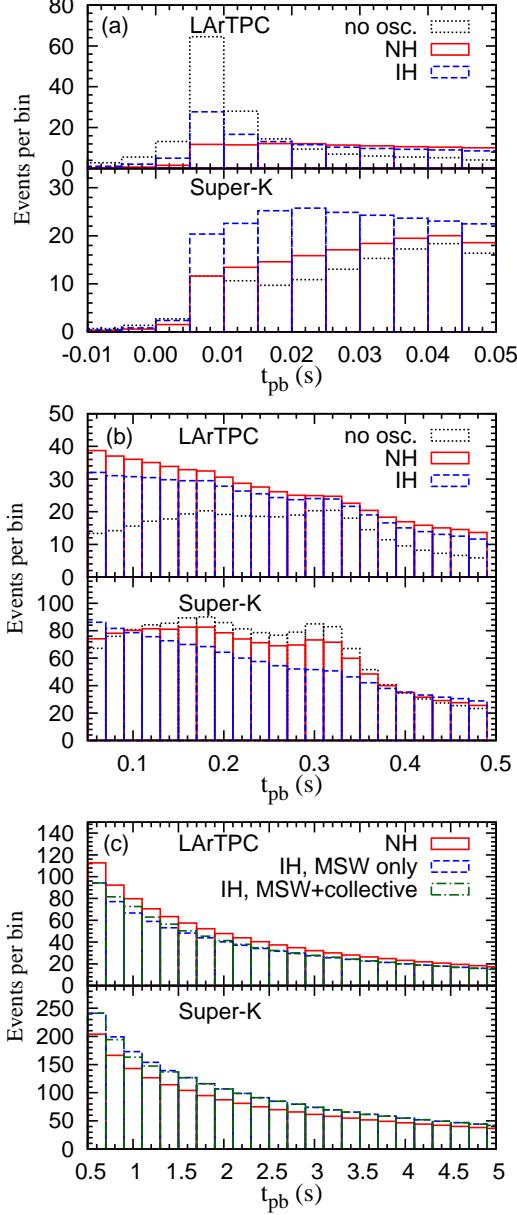 (a) LArTPC no osc.
NH
IH
80
60
40
20
0
Events per bin
Super-K
30
20
10
0
-0.01 0.00 0.01 0.02 0.03 0.04 0.05
t_pb (s)
(b) LArTPC no osc.
NH
IH
50
40
30
20
10
0
Events per bin
Super-K
100
80
60
40
20
0
0.1 0.2 0.3 0.4 0.5
t_pb (s)
(c) LArTPC NH
IH, MSW only
IH, MSW+collective
140
120
100
80
60
40
20
0
Events per bin
Super-K
250
200
150
100
50
0
0.5 1 1.5 2 2.5 3 3.5 4 4.5 5
t_pb (s)